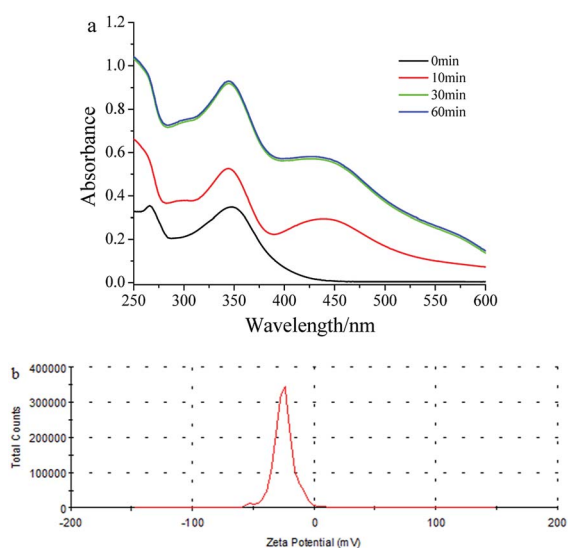 a
1.2
1.0
0.8
0.6
0.4
0.2
0.0
Absorbance
0min
10min
30min
60min
250 300 350 400 450 500 550 600
Wavelength/nm
b
400000
300000
200000
100000
0
Total Counts
-200 -100 0 100 200
Zeta Potential (mV)